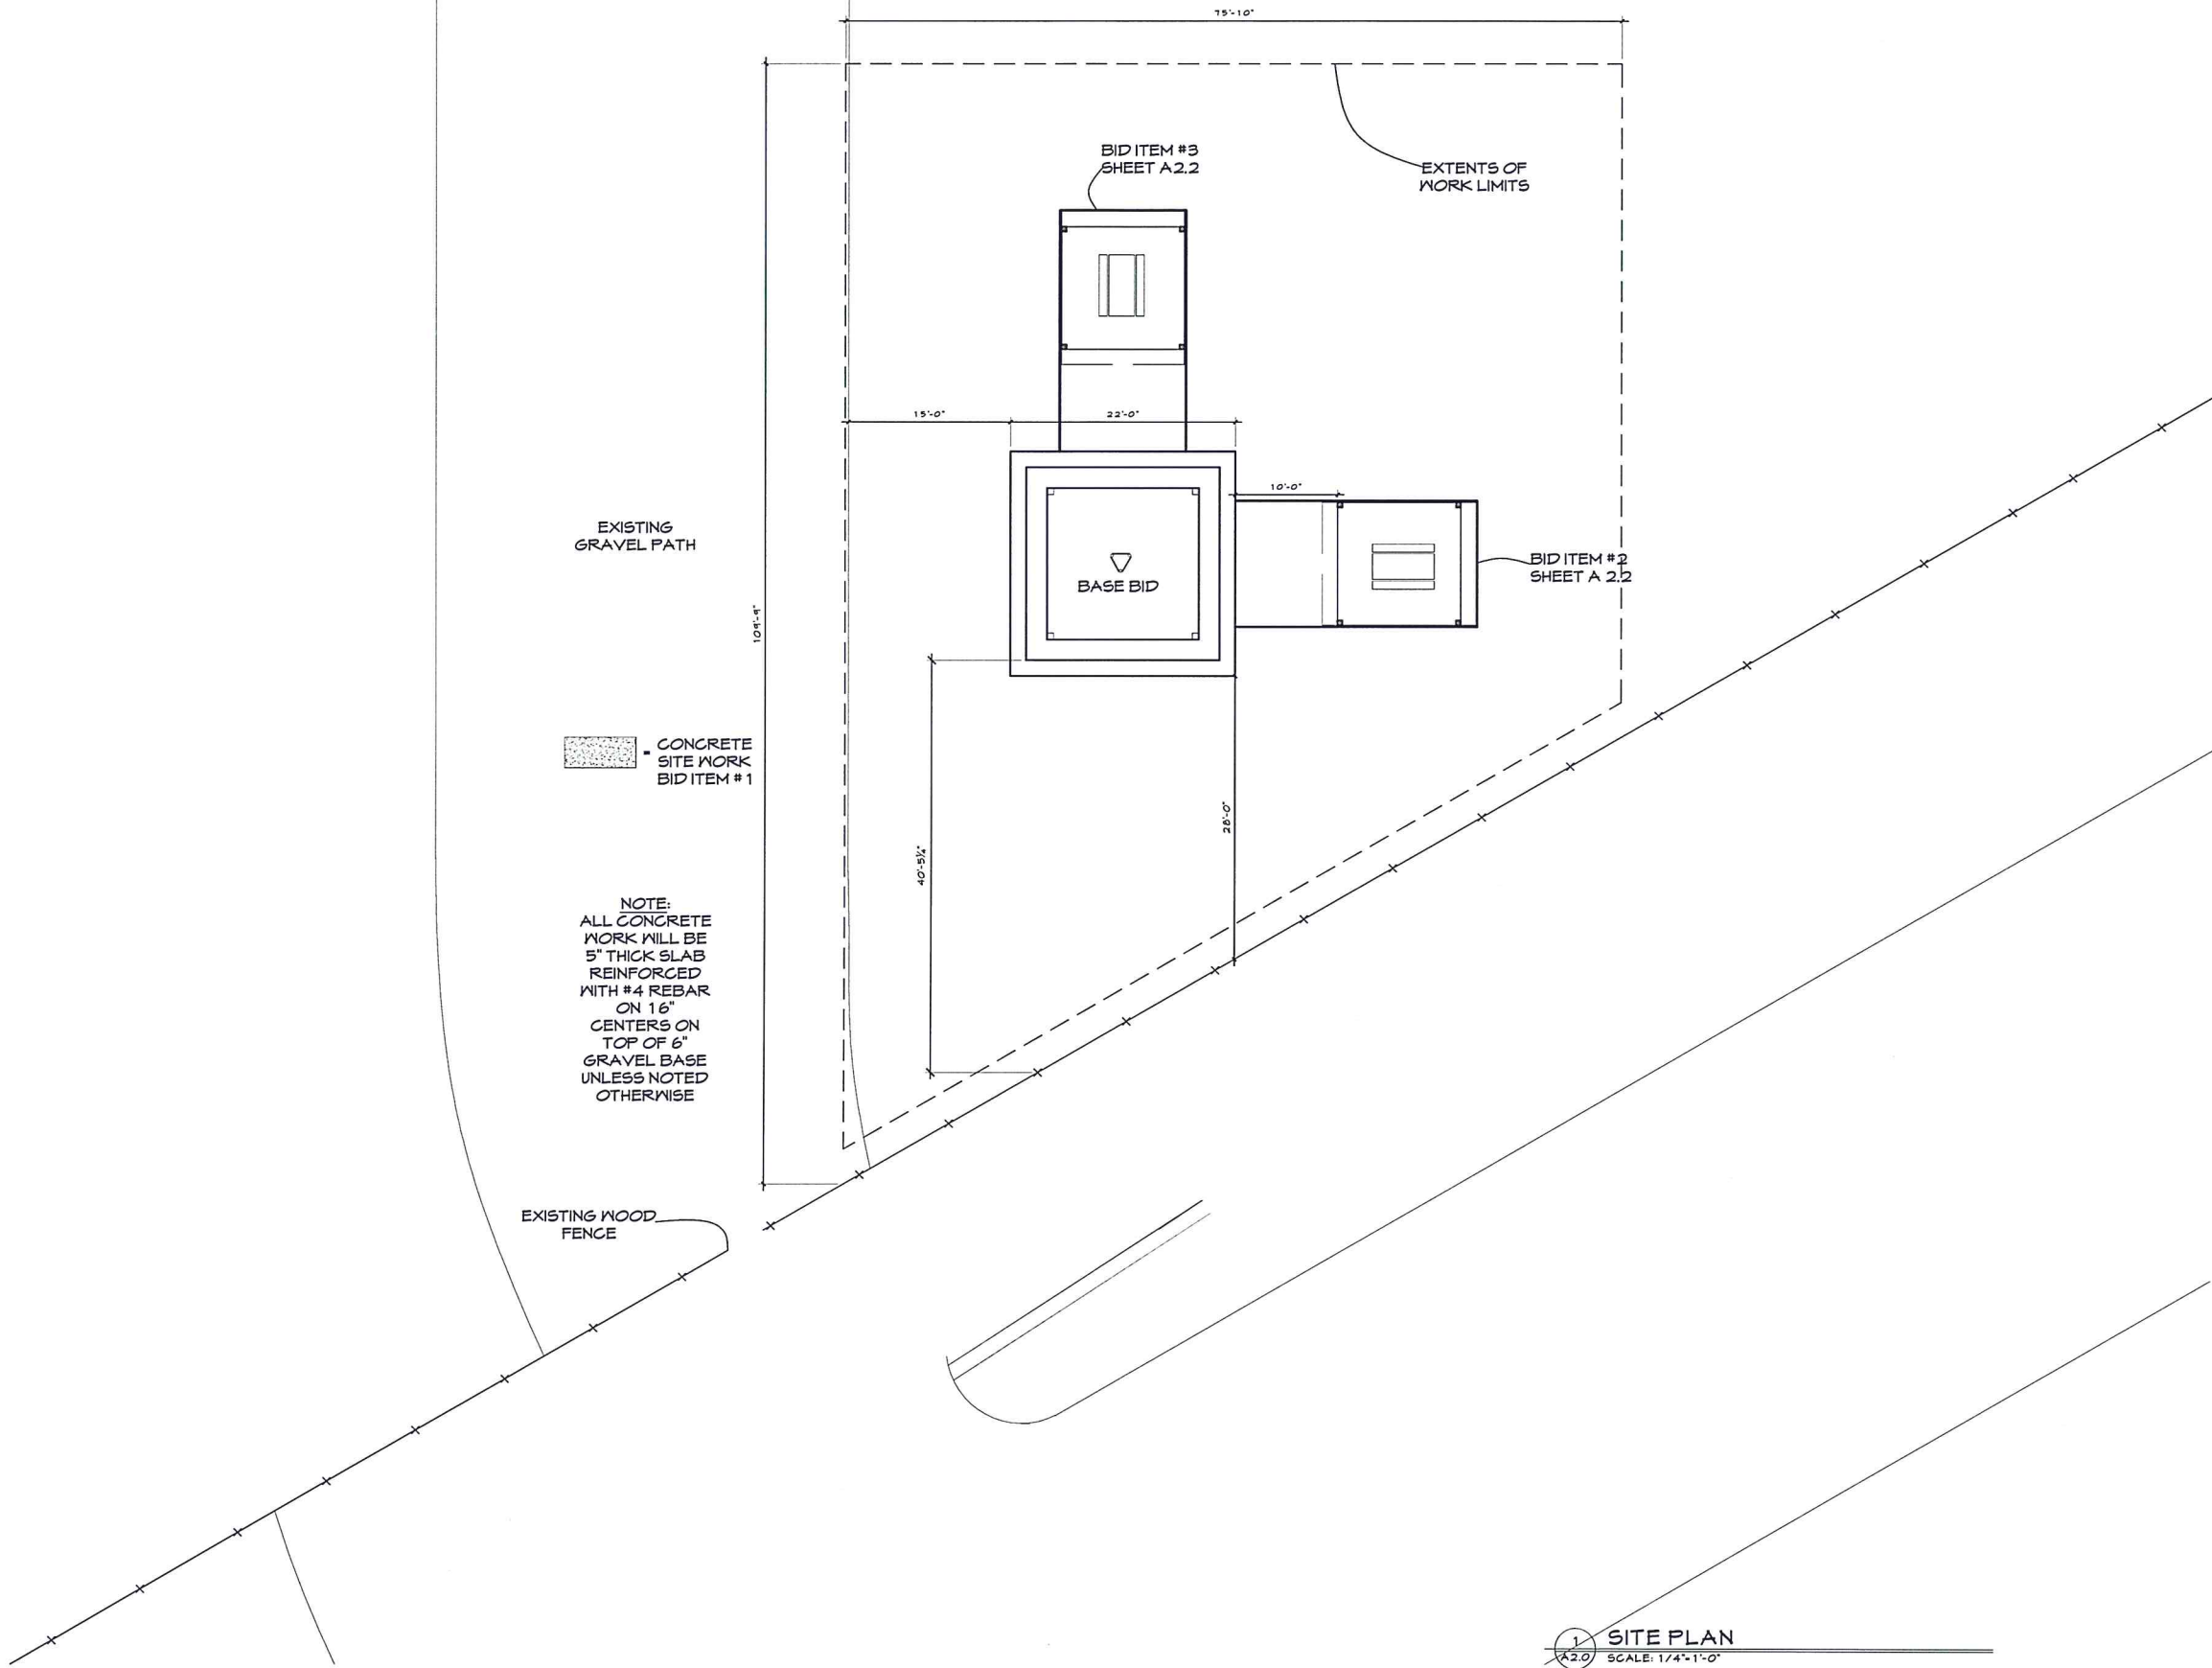 75'-10"
BID ITEM #3
SHEET A2.2
EXTENTS OF
WORK LIMITS
15'-0"
22'-0"
10'-0"
EXISTING
GRAVEL PATH
BID ITEM #2
SHEET A 2.2
BASE BID
109'-9"
CONCRETE
SITE WORK
BID ITEM #1
28'-0"
40'-5¼"
NOTE:
ALL CONCRETE
WORK WILL BE
5" THICK SLAB
REINFORCED
WITH #4 REBAR
ON 16"
CENTERS ON
TOP OF 6"
GRAVEL BASE
UNLESS NOTED
OTHERWISE
EXISTING WOOD
FENCE
1
A2.0
SITE PLAN
SCALE: 1/4"=1'-0"